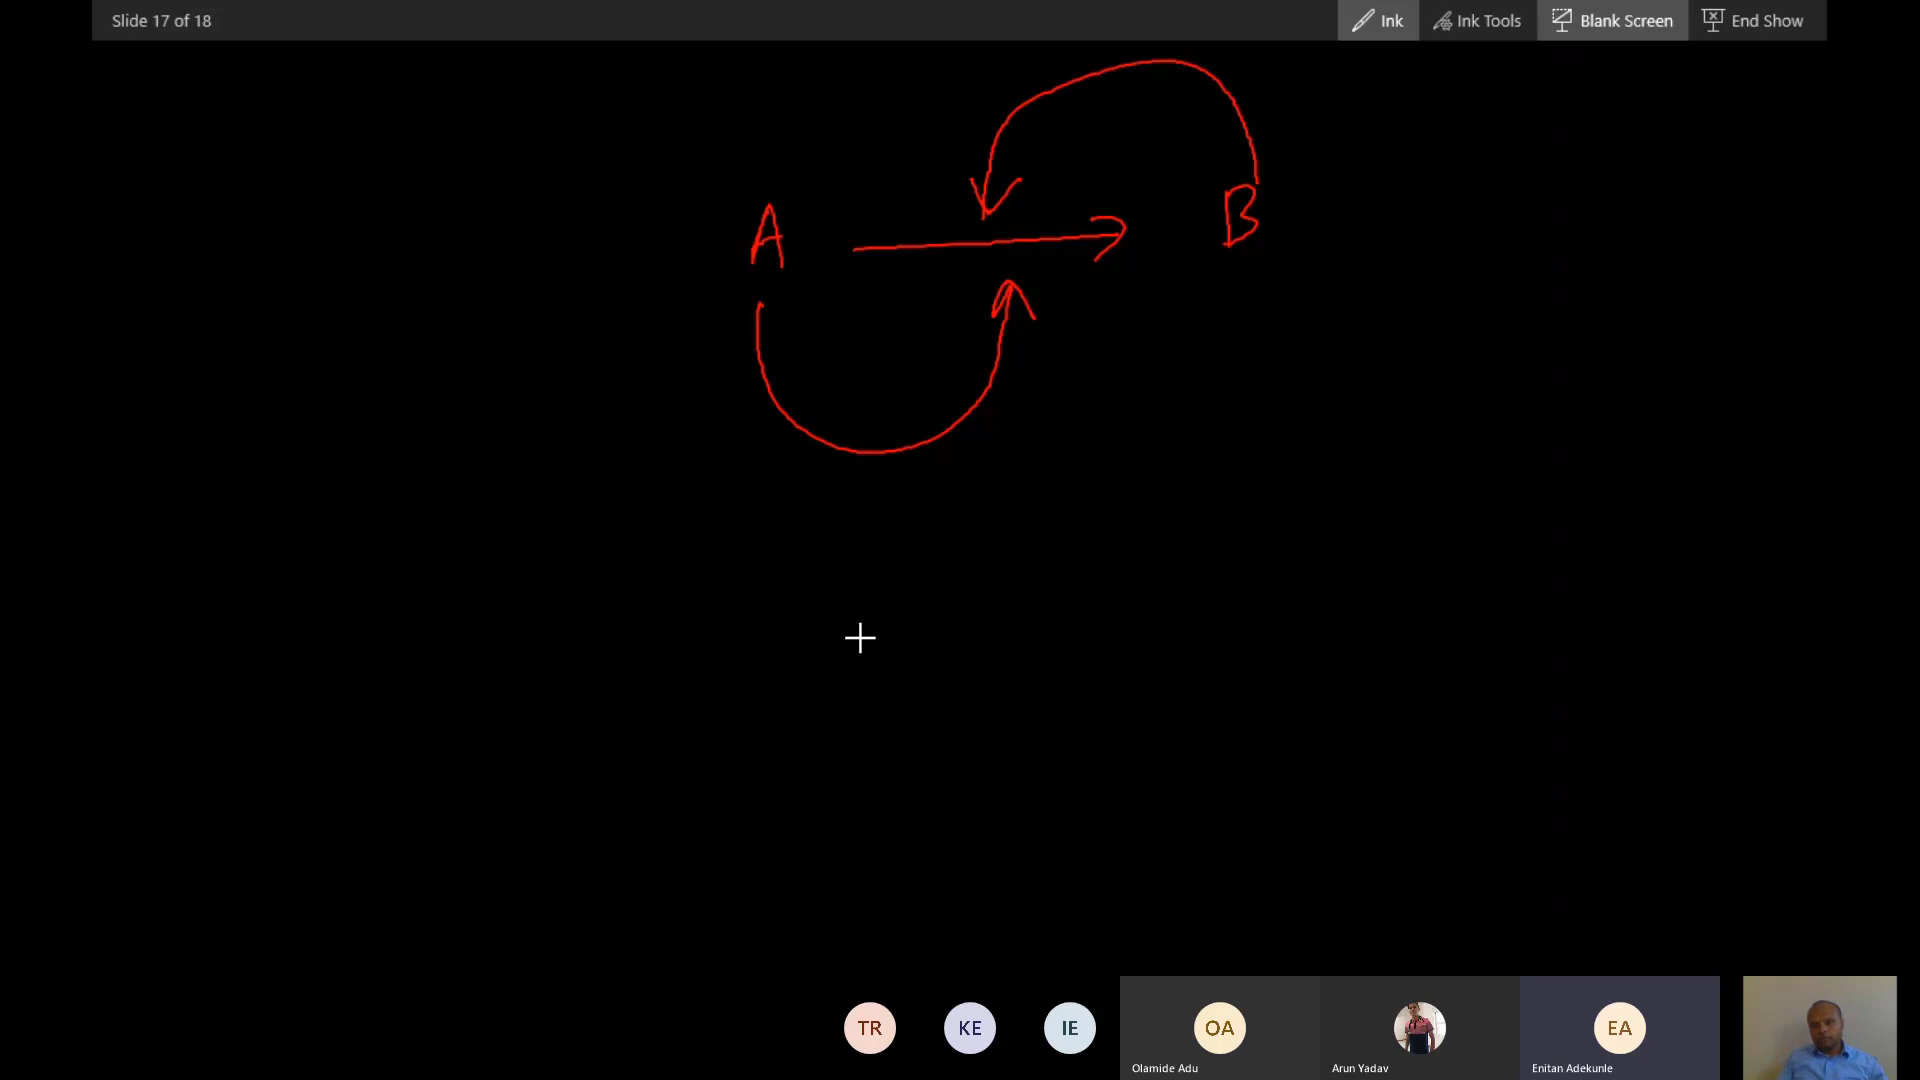 Slide 17 of 18
Ink
Ink Tools
Blank Screen
End Show
A
B
TR
KE
IE
OA
EA
Olamide Adu
Arun Yadav
Enitan Adekunle